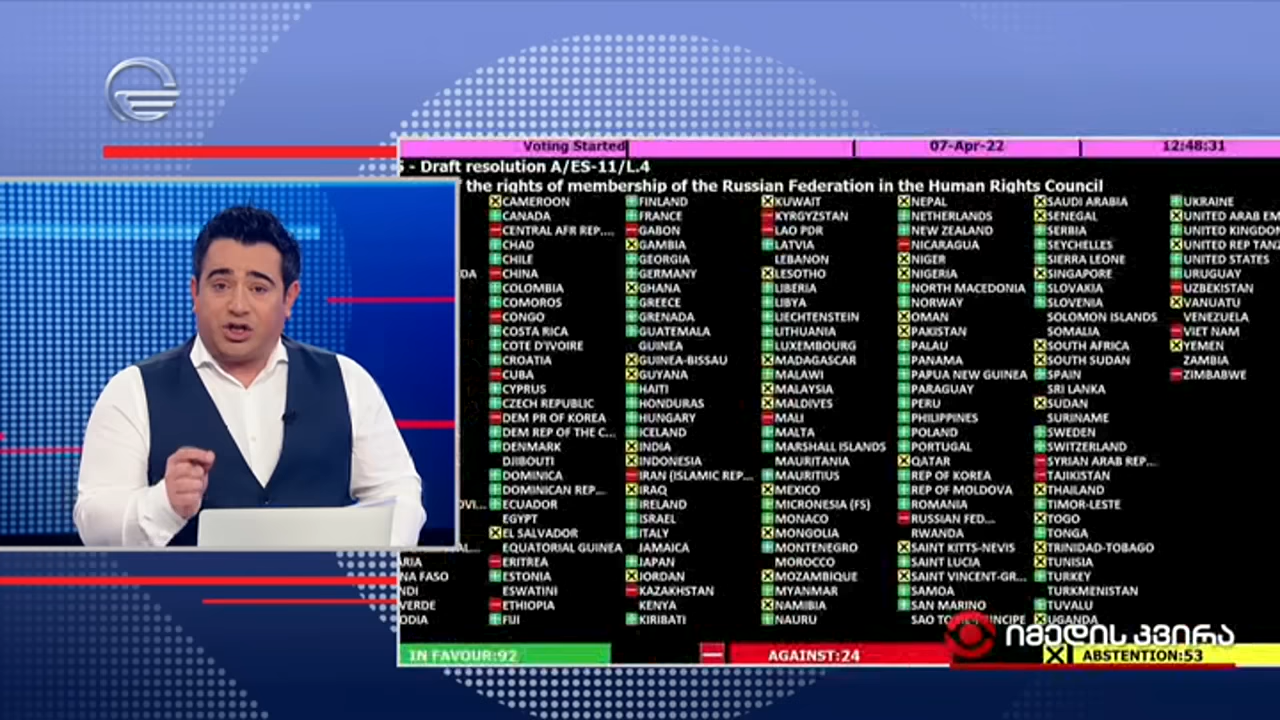 Voting Started
07-Apr-22
12:48:31
- Draft resolution A/ES-11/L.4
the rights of membership of the Russian Federation in the Human Rights Council
CAMEROON
CANADA
CENTRAL AFR REP....
CHAD
CHILE
CHINA
COLOMBIA
COMOROS
CONGO
COSTA RICA
COTE D'IVOIRE
CROATIA
CUBA
CYPRUS
CZECH REPUBLIC
DEM PR OF KOREA
DEM REP OF THE C...
DENMARK
DJIBOUTI
DOMINICA
DOMINICAN REP...
ECUADOR
EGYPT
EL SALVADOR
EQUATORIAL GUINEA
ERITREA
ESTONIA
ESWATINI
ETHIOPIA
FIJI
FINLAND
FRANCE
GABON
GAMBIA
GEORGIA
GERMANY
GHANA
GREECE
GRENADA
GUATEMALA
GUINEA
GUINEA-BISSAU
GUYANA
HAITI
HONDURAS
HUNGARY
ICELAND
INDIA
INDONESIA
IRAN (ISLAMIC REP...
IRAQ
IRELAND
ISRAEL
ITALY
JAMAICA
JAPAN
JORDAN
KAZAKHSTAN
KENYA
KIRIBATI
KUWAIT
KYRGYZSTAN
LAO PDR
LATVIA
LEBANON
LESOTHO
LIBERIA
LIBYA
LIECHTENSTEIN
LITHUANIA
LUXEMBOURG
MADAGASCAR
MALAWI
MALAYSIA
MALDIVES
MALI
MALTA
MARSHALL ISLANDS
MAURITANIA
MAURITIUS
MEXICO
MICRONESIA (FS)
MONACO
MONGOLIA
MONTENEGRO
MOROCCO
MOZAMBIQUE
MYANMAR
NAMIBIA
NAURU
NEPAL
NETHERLANDS
NEW ZEALAND
NICARAGUA
NIGER
NIGERIA
NORTH MACEDONIA
NORWAY
OMAN
PAKISTAN
PALAU
PANAMA
PAPUA NEW GUINEA
PARAGUAY
PERU
PHILIPPINES
POLAND
PORTUGAL
QATAR
REP OF KOREA
REP OF MOLDOVA
ROMANIA
RUSSIAN FED...
RWANDA
SAINT KITTS-NEVIS
SAINT LUCIA
SAINT VINCENT-GR...
SAMOA
SAN MARINO
SAUDI ARABIA
SENEGAL
SERBIA
SEYCHELLES
SIERRA LEONE
SINGAPORE
SLOVAKIA
SLOVENIA
SOLOMON ISLANDS
SOMALIA
SOUTH AFRICA
SOUTH SUDAN
SPAIN
SRI LANKA
SUDAN
SURINAME
SWEDEN
SWITZERLAND
SYRIAN ARAB REP...
TAJIKISTAN
THAILAND
TIMOR-LESTE
TOGO
TONGA
TRINIDAD-TOBAGO
TUNISIA
TURKEY
TURKMENISTAN
TUVALU
UGANDA
UKRAINE
UNITED ARAB EM
UNITED KINGDO
UNITED REP TANZ
UNITED STATES
URUGUAY
UZBEKISTAN
VANUATU
VENEZUELA
VIET NAM
YEMEN
ZAMBIA
ZIMBABWE
IN FAVOUR:92
AGAINST:24
ABSTENTION:53
იმედის კვირა